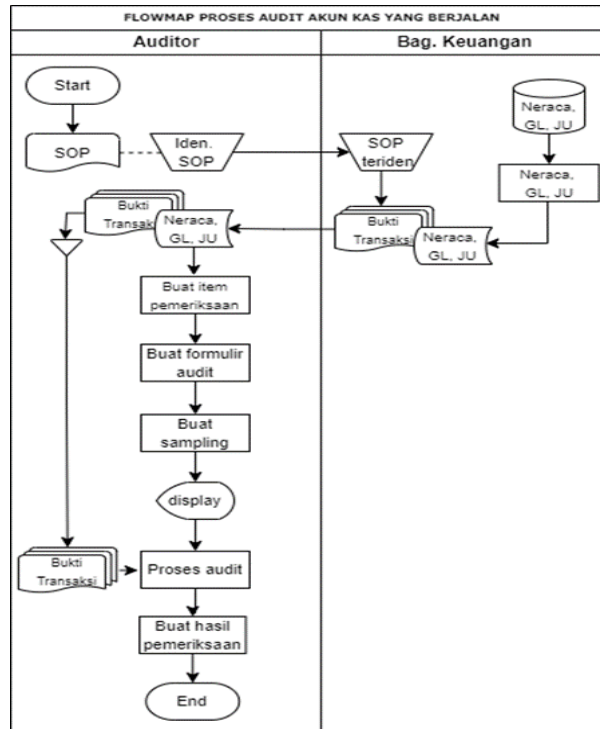 FLOWMAP PROSES AUDIT AKUN KAS YANG BERJALAN
Auditor
Bag. Keuangan
Start
SOP
Iden.
SOP
SOP
teriden
Neraca,
GL, JU
Neraca,
GL, JU
Bukti
Transaksi
Neraca,
GL, JU
Bukti
Transaksi
Neraca,
GL, JU
Buat item
pemeriksaan
Buat formulir
audit
Buat
sampling
display
Bukti
Transaksi
Proses audit
Buat hasil
pemeriksaan
End